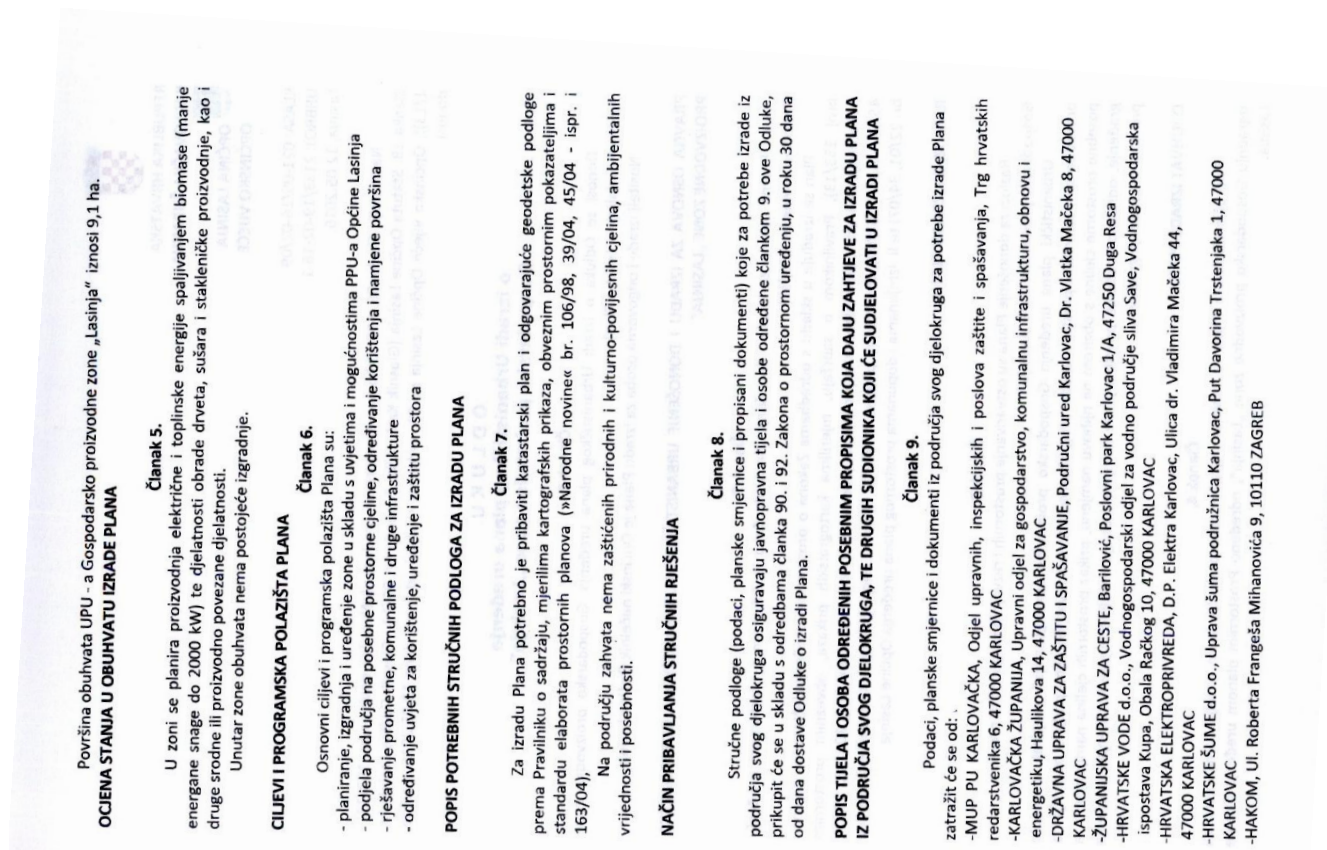 Površina obuhvata UPU - a Gospodarsko proizvodne zone „Lasinja“ iznosi 9,1 ha.
OCJENA STANJA U OBUHVATU IZRADE PLANA
Članak 5.
U zoni se planira proizvodnja električne i toplinske energije spaljivanjem biomase (manje
energane snage do 2000 kW) te djelatnosti obrade drveta, sušara i stakleničke proizvodnje, kao i
druge srodne ili proizvodno povezane djelatnosti.
Unutar zone obuhvata nema postojeće izgradnje.
CILJEVI I PROGRAMSKA POLAZIŠTA PLANA
Članak 6.
Osnovni ciljevi i programska polazišta Plana su:
- planiranje, izgradnja i uređenje zone u skladu s uvjetima i mogućnostima PPU-a Općine Lasinja
- podjela područja na posebne prostorne cjeline, određivanje korištenja i namjene površina
- rješavanje prometne, komunalne i druge infrastrukture
- određivanje uvjeta za korištenje, uređenje i zaštitu prostora
POPIS POTREBNIH STRUČNIH PODLOGA ZA IZRADU PLANA
Članak 7.
Za izradu Plana potrebno je pribaviti katastarski plan i odgovarajuće geodetske podloge
prema Pravilniku o sadržaju, mjerilima kartografskih prikaza, obveznim prostornim pokazateljima i
standardu elaborata prostornih planova (»Narodne novine« br. 106/98, 39/04, 45/04 - ispr. i
163/04),
Na području zahvata nema zaštićenih prirodnih i kulturno-povijesnih cjelina, ambijentalnih
vrijednosti i posebnosti.
NAČIN PRIBAVLJANJA STRUČNIH RJEŠENJA
Članak 8.
Stručne podloge (podaci, planske smjernice i propisani dokumenti) koje za potrebe izrade iz
područja svog djelokruga osiguravaju javnopravna tijela i osobe određene člankom 9. ove Odluke,
prikupit će se u skladu s odredbama članka 90. i 92. Zakona o prostornom uređenju, u roku 30 dana
od dana dostave Odluke o izradi Plana.
POPIS TIJELA I OSOBA ODREĐENIH POSEBNIM PROPISIMA KOJA DAJU ZAHTJEVE ZA IZRADU PLANA
IZ PODRUČJA SVOG DJELOKRUGA, TE DRUGIH SUDIONIKA KOJI ĆE SUDJELOVATI U IZRADI PLANA
Članak 9.
Podaci, planske smjernice i dokumenti iz područja svog djelokruga za potrebe izrade Plana
zatražit će se od:
-MUP PU KARLOVAČKA, Odjel upravnih, inspekcijskih i poslova zaštite i spašavanja, Trg hrvatskih
redarstvenika 6, 47000 KARLOVAC
-KARLOVAČKA ŽUPANIJA, Upravni odjel za gospodarstvo, komunalnu infrastrukturu, obnovu i
energetiku, Haulikova 14, 47000 KARLOVAC
-DRŽAVNA UPRAVA ZA ZAŠTITU I SPAŠAVANJE, Područni ured Karlovac, Dr. Vlatka Mačeka 8, 47000
KARLOVAC
-ŽUPANIJSKA UPRAVA ZA CESTE, Barilović, Poslovni park Karlovac 1/A, 47250 Duga Resa
-HRVATSKE VODE d.o.o., Vodnogospodarski odjel za vodno područje sliva Save, Vodnogospodarska
ispostava Kupa, Obala Račkog 10, 47000 KARLOVAC
-HRVATSKA ELEKTROPRIVREDA, D.P. Elektra Karlovac, Ulica dr. Vladimira Mačeka 44,
47000 KARLOVAC
-HRVATSKE ŠUME d.o.o., Uprava šuma podružnica Karlovac, Put Davorina Trstenjaka 1, 47000
KARLOVAC
-HAKOM, Ul. Roberta Frangeša Mihanovića 9, 10110 ZAGREB